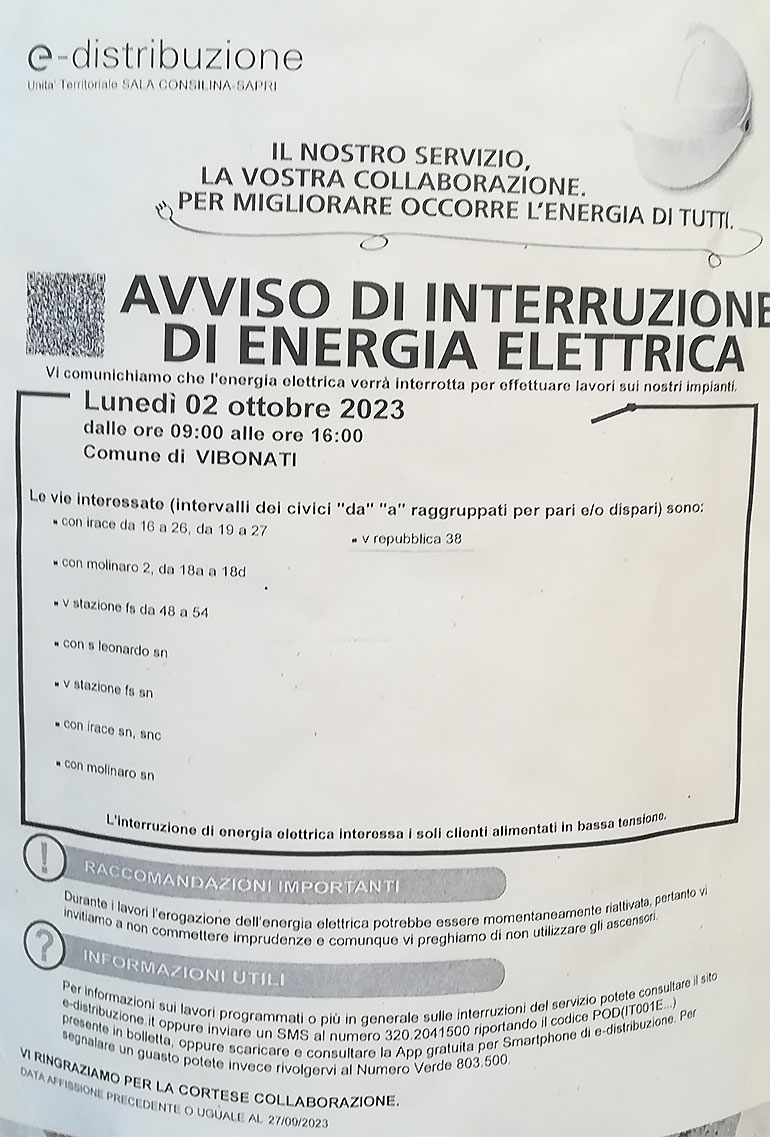 e-distribuzione
Unita' Territoriale SALA CONSILINA-SAPRI
IL NOSTRO SERVIZIO,
LA VOSTRA COLLABORAZIONE.
PER MIGLIORARE OCCORRE L'ENERGIA DI TUTTI.
AVVISO DI INTERRUZIONE
DI ENERGIA ELETTRICA
Vi comunichiamo che l'energia elettrica verrà interrotta per effettuare lavori sui nostri impianti.
Lunedì 02 ottobre 2023
dalle ore 09:00 alle ore 16:00
Comune di VIBONATI
Le vie interessate (intervalli dei civici "da" "a" raggruppati per pari e/o dispari) sono:
▪ con irace da 16 a 26, da 19 a 27
▪ con molinaro 2, da 18a a 18d
▪ v stazione fs da 48 a 54
▪ con s leonardo sn
▪ v stazione fs sn
▪ con irace sn, snc
▪ con molinaro sn
▪ v repubblica 38
L'interruzione di energia elettrica interessa i soli clienti alimentati in bassa tensione.
! RACCOMANDAZIONI IMPORTANTI
Durante i lavori l'erogazione dell'energia elettrica potrebbe essere momentaneamente riattivata, pertanto vi
invitiamo a non commettere imprudenze e comunque vi preghiamo di non utilizzare gli ascensori.
? INFORMAZIONI UTILI
Per informazioni sui lavori programmati o più in generale sulle interruzioni del servizio potete consultare il sito
e-distribuzione.it oppure inviare un SMS al numero 320.2041500 riportando il codice POD(IT001E...)
presente in bolletta, oppure scaricare e consultare la App gratuita per Smartphone di e-distribuzione. Per
segnalare un guasto potete invece rivolgervi al Numero Verde 803.500.
VI RINGRAZIAMO PER LA CORTESE COLLABORAZIONE.
DATA AFFISSIONE PRECEDENTE O UGUALE AL 27/09/2023